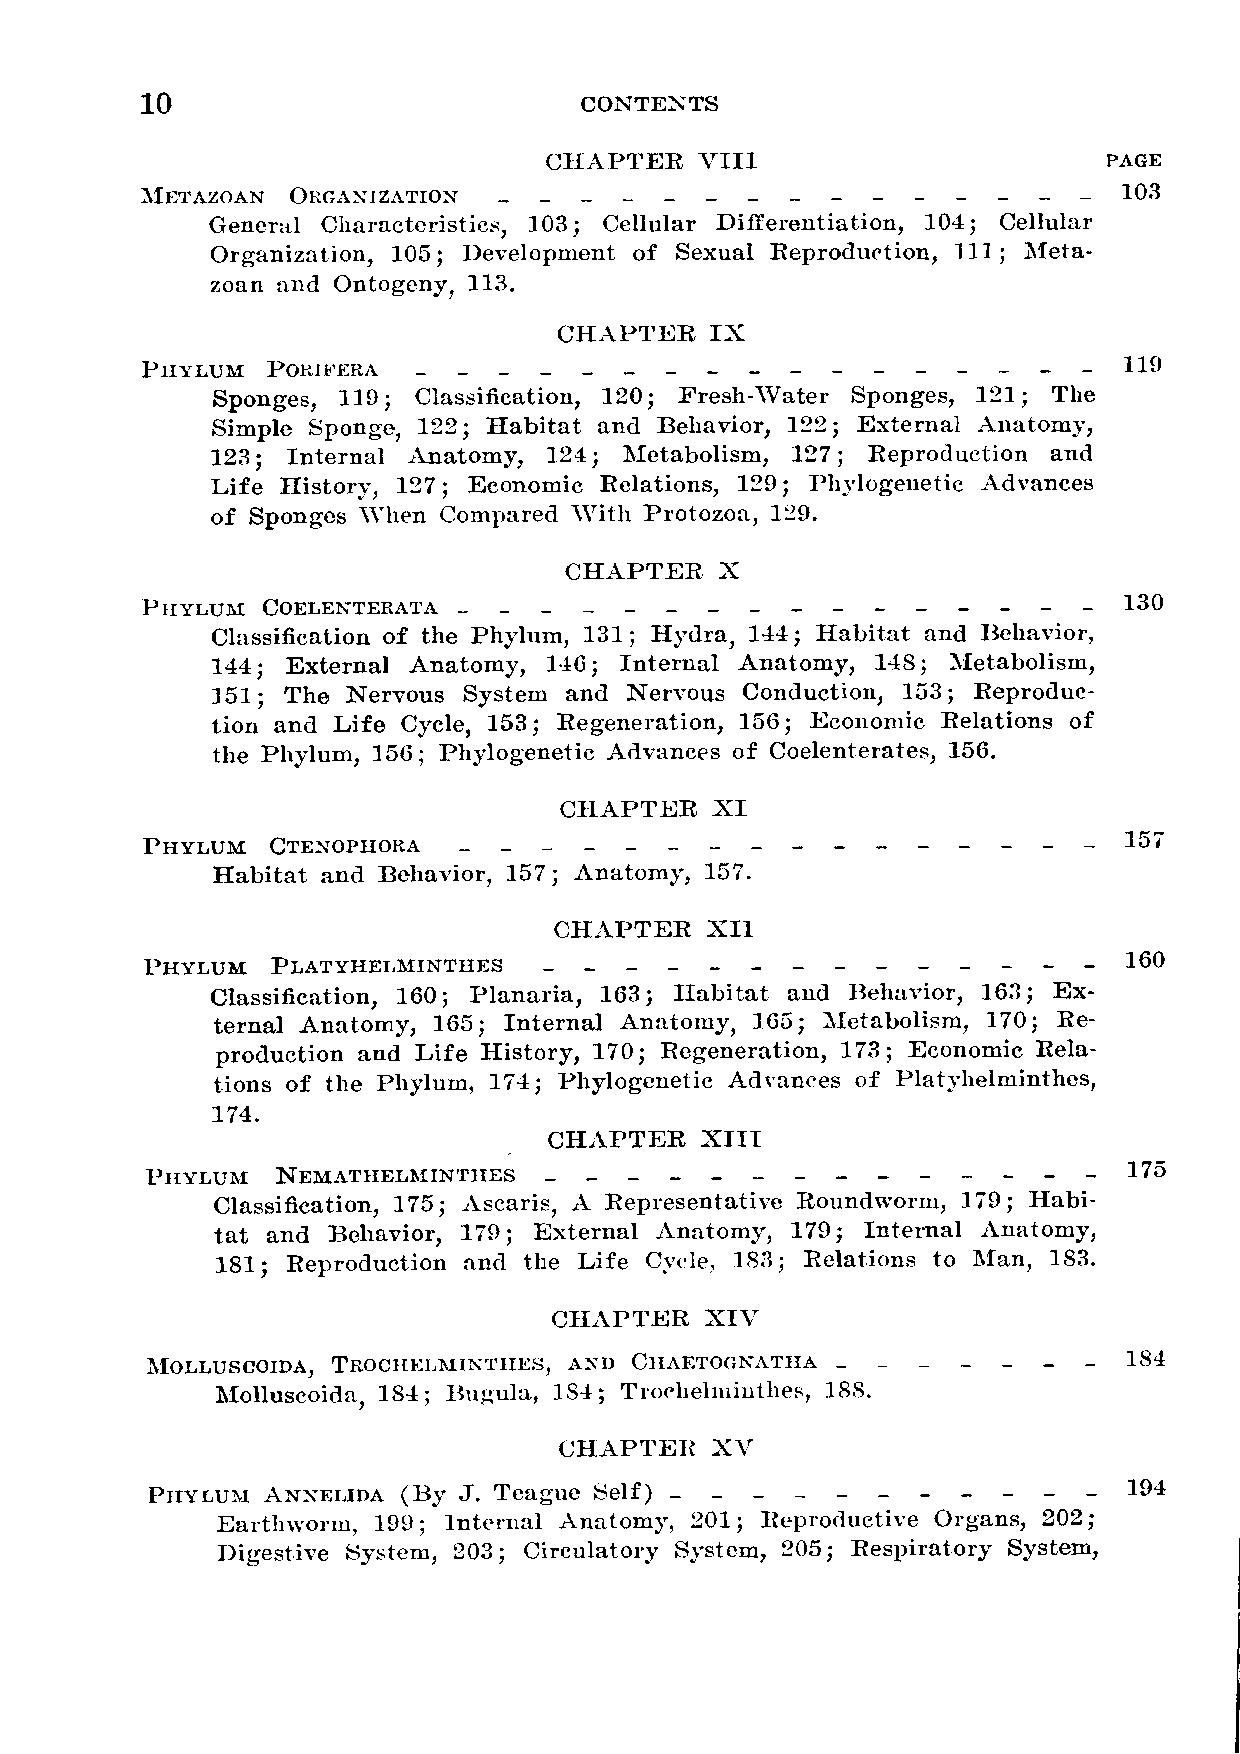 10 CONTENTS
CHAPTER VIII PAGE
METAZOAN ORGANIZATION - - - - - - - - - - - - - - - 103
General Characteristics, 103; Cellular Differentiation, 104; Cellular
Organization, 105; Development of Sexual Reproduction, 111; Meta-
zoan and Ontogeny, 113.
CHAPTER IX
PHYLUM PORIFERA - - - - - - - - - - - - - - - - - 119
Sponges, 119; Classification, 120; Fresh-Water Sponges, 121; The
Simple Sponge, 122; Habitat and Behavior, 122; External Anatomy,
123; Internal Anatomy, 124; Metabolism, 127; Reproduction and
Life History, 127; Economic Relations, 129; Phylogenetic Advances
of Sponges When Compared With Protozoa, 129.
CHAPTER X
PHYLUM COELENTERATA - - - - - - - - - - - - - - - - 130
Classification of the Phylum, 131; Hydra, 144; Habitat and Behavior,
144; External Anatomy, 146; Internal Anatomy, 148; Metabolism,
151; The Nervous System and Nervous Conduction, 153; Reproduc-
tion and Life Cycle, 153; Regeneration, 156; Economic Relations of
the Phylum, 156; Phylogenetic Advances of Coelenterates, 156.
CHAPTER XI
PHYLUM CTENOPHORA - - - - - - - - - - - - - - - - 157
Habitat and Behavior, 157; Anatomy, 157.
CHAPTER XII
PHYLUM PLATYHELMINTHES - - - - - - - - - - - - - - 160
Classification, 160; Planaria, 163; Habitat and Behavior, 163; Ex-
ternal Anatomy, 165; Internal Anatomy, 165; Metabolism, 170; Re-
production and Life History, 170; Regeneration, 173; Economic Rela-
tions of the Phylum, 174; Phylogenetic Advances of Platyhelminthes,
174.
CHAPTER XIII
PHYLUM NEMATHELMINTHES - - - - - - - - - - - - - - 175
Classification, 175; Ascaris, A Representative Roundworm, 179; Habi-
tat and Behavior, 179; External Anatomy, 179; Internal Anatomy,
181; Reproduction and the Life Cycle, 183; Relations to Man, 183.
CHAPTER XIV
MOLLUSCOIDA, TROCHELMINTHES, AND CHAETOGNATHA - - - - - - - 184
Molluscoida, 184; Bugula, 184; Trochelminthes, 188.
CHAPTER XV
PHYLUM ANNELIDA (By J. Teague Self) - - - - - - - - - - - 194
Earthworm, 199; Internal Anatomy, 201; Reproductive Organs, 202;
Digestive System, 203; Circulatory System, 205; Respiratory System,